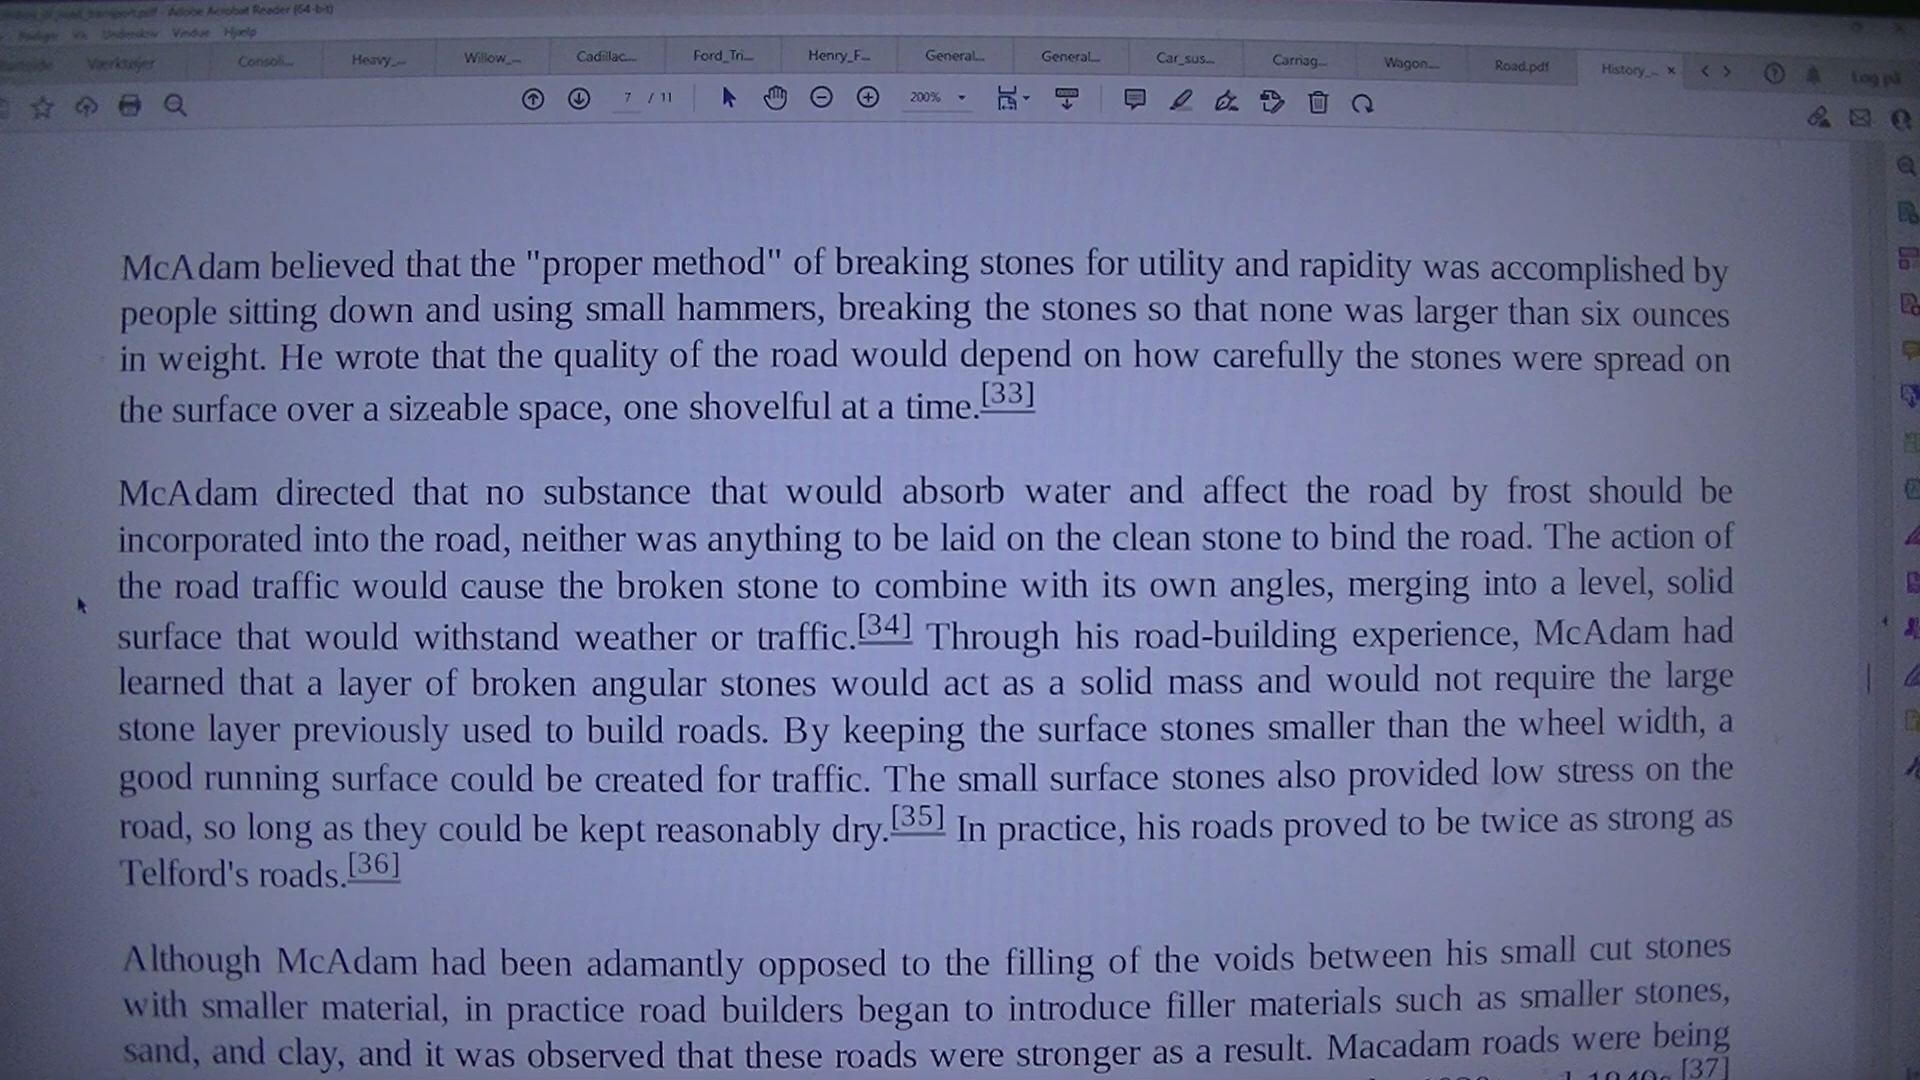 Adobe Acrobat Reader (64-bit)
Vis Underskriv Vindue Hjælp
Værktøjer Consoli... Heavy_... Willow_... Cadillac... Ford_Tri... Henry_F... General... General... Car_sus... Carriag... Wagon... Road.pdf History_... × Log på
7 / 11 200%
McAdam believed that the "proper method" of breaking stones for utility and rapidity was accomplished by
people sitting down and using small hammers, breaking the stones so that none was larger than six ounces
in weight. He wrote that the quality of the road would depend on how carefully the stones were spread on
the surface over a sizeable space, one shovelful at a time.[33]
McAdam directed that no substance that would absorb water and affect the road by frost should be
incorporated into the road, neither was anything to be laid on the clean stone to bind the road. The action of
the road traffic would cause the broken stone to combine with its own angles, merging into a level, solid
surface that would withstand weather or traffic.[34] Through his road-building experience, McAdam had
learned that a layer of broken angular stones would act as a solid mass and would not require the large
stone layer previously used to build roads. By keeping the surface stones smaller than the wheel width, a
good running surface could be created for traffic. The small surface stones also provided low stress on the
road, so long as they could be kept reasonably dry.[35] In practice, his roads proved to be twice as strong as
Telford's roads.[36]
Although McAdam had been adamantly opposed to the filling of the voids between his small cut stones
with smaller material, in practice road builders began to introduce filler materials such as smaller stones,
sand, and clay, and it was observed that these roads were stronger as a result. Macadam roads were being
[37]